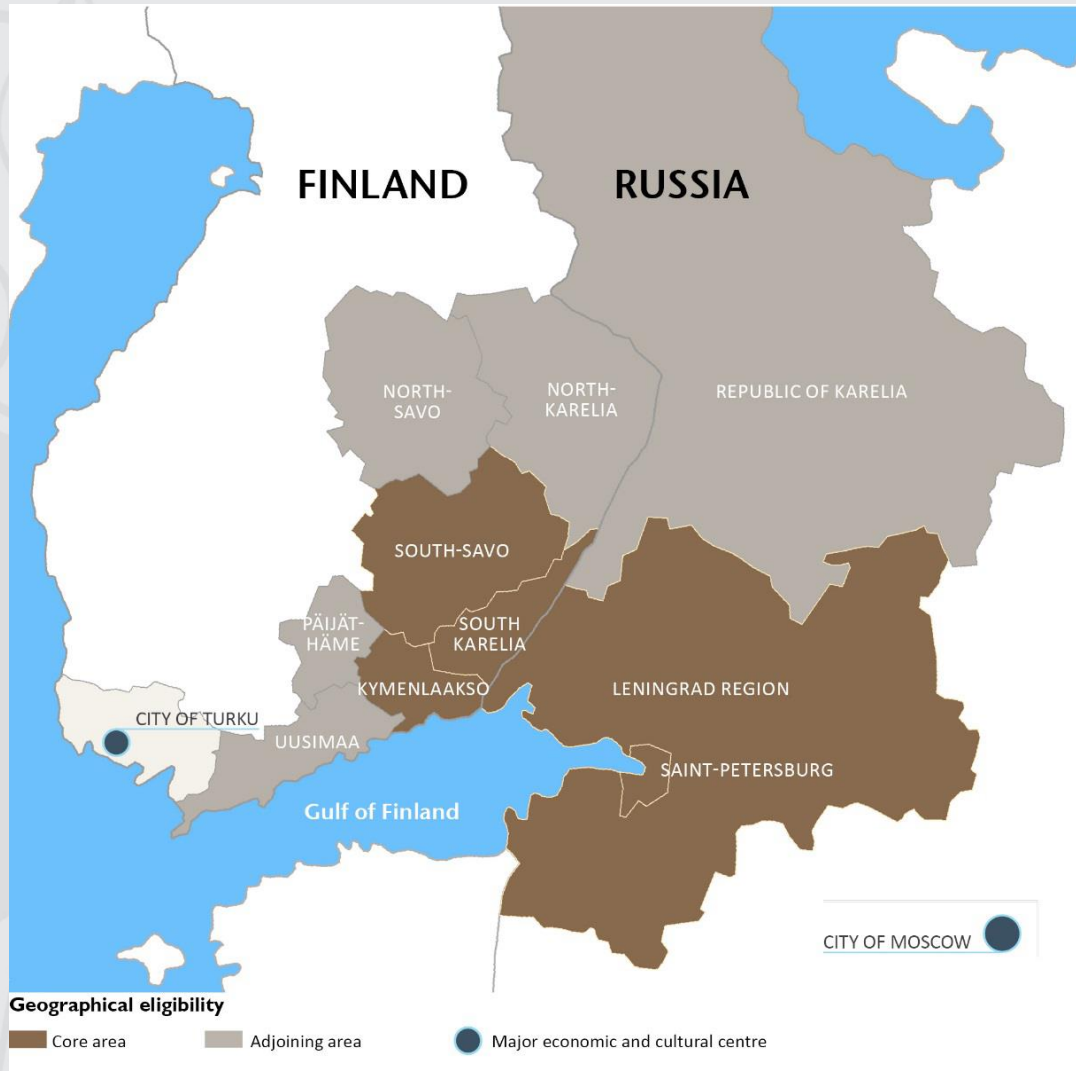 FINLAND
RUSSIA
NORTH-
SAVO
NORTH-
KARELIA
REPUBLIC OF KARELIA
SOUTH-SAVO
PÄIJÄT-
HÄME
SOUTH
KARELIA
KYMENLAAKSO
LENINGRAD REGION
CITY OF TURKU
UUSIMAA
SAINT-PETERSBURG
Gulf of Finland
CITY OF MOSCOW
Geographical eligibility
Core area
Adjoining area
Major economic and cultural centre